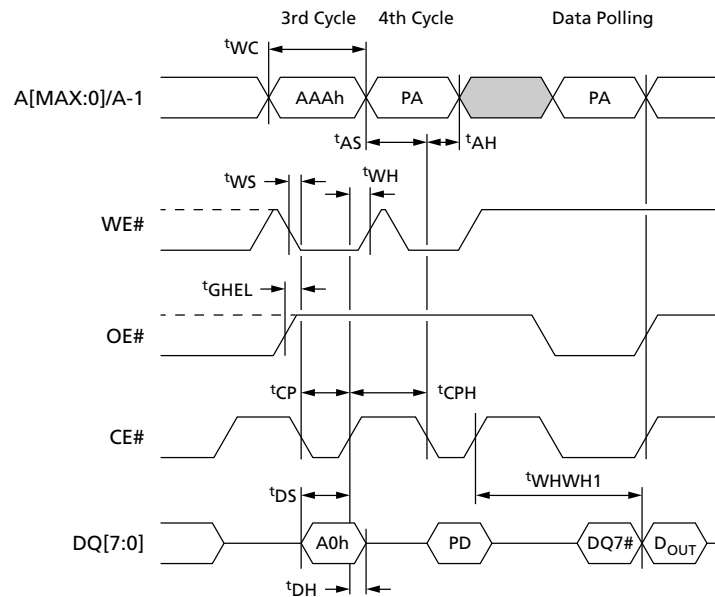 3rd Cycle 4th Cycle Data Polling
tWC
A[MAX:0]/A-1 AAAh PA PA
tAS tAH
tWS tWH
WE#
tGHEL
OE#
tCP tCPH
CE#
tWHWH1
tDS
DQ[7:0] A0h PD DQ7# DOUT
tDH